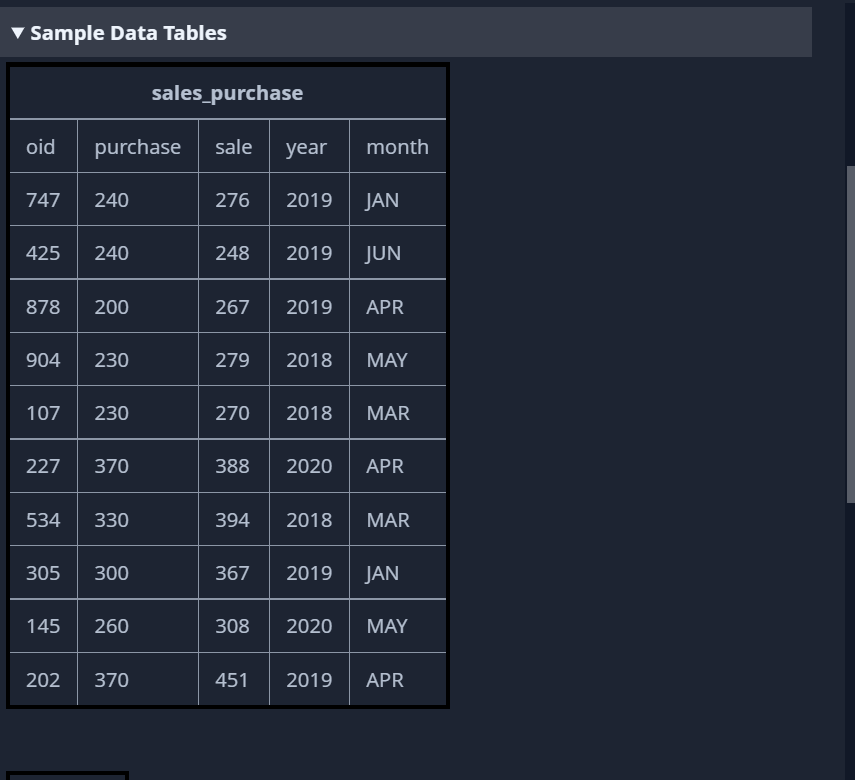 ▼ Sample Data Tables
sales_purchase
oid purchase sale year month
747 240 276 2019 JAN
425 240 248 2019 JUN
878 200 267 2019 APR
904 230 279 2018 MAY
107 230 270 2018 MAR
227 370 388 2020 APR
534 330 394 2018 MAR
305 300 367 2019 JAN
145 260 308 2020 MAY
202 370 451 2019 APR